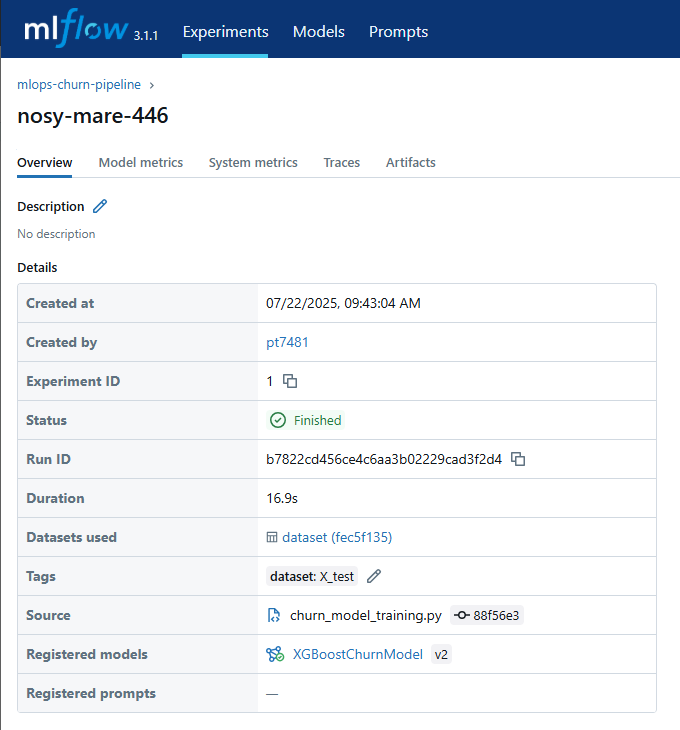 mlflow 3.1.1 Experiments Models Prompts
mlops-churn-pipeline
nosy-mare-446
Overview Model metrics System metrics Traces Artifacts
Description
No description
Details
Created at 07/22/2025, 09:43:04 AM
Created by pt7481
Experiment ID 1
Status Finished
Run ID b7822cd456ce4c6aa3b02229cad3f2d4
Duration 16.9s
Datasets used dataset (fec5f135)
Tags dataset: X_test
Source churn_model_training.py 88f56e3
Registered models XGBoostChurnModel v2
Registered prompts —